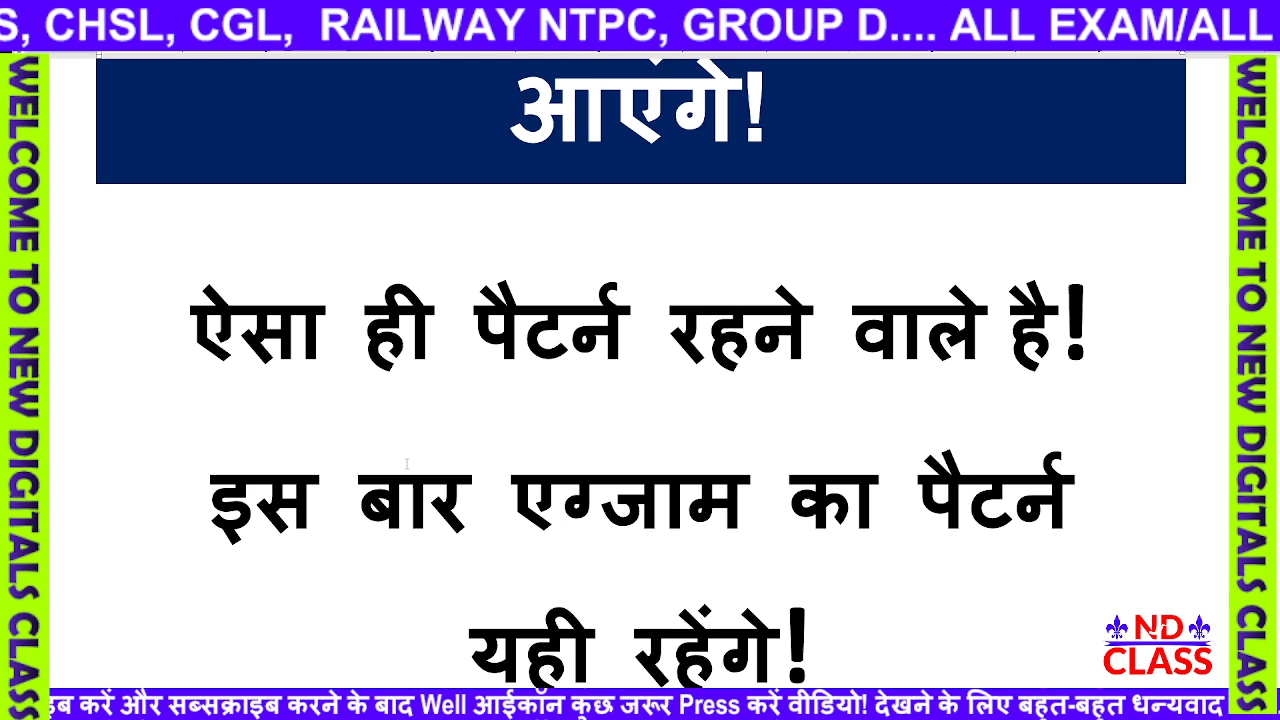 S, CHSL, CGL, RAILWAY NTPC, GROUP D.... ALL EXAM/ALL
आएंगे!
ऐसा ही पैटर्न रहने वाले है!
इस बार एग्जाम का पैटर्न
यही रहेंगे!
WELCOME TO NEW DIGITALS CLASS
WELCOME TO NEW DIGITALS CLASS
ND
CLASS
करें और सब्सक्राइब करने के बाद Well आईकॉन कुछ जरूर Press करें वीडियो! देखने के लिए बहुत-बहुत धन्यवाद